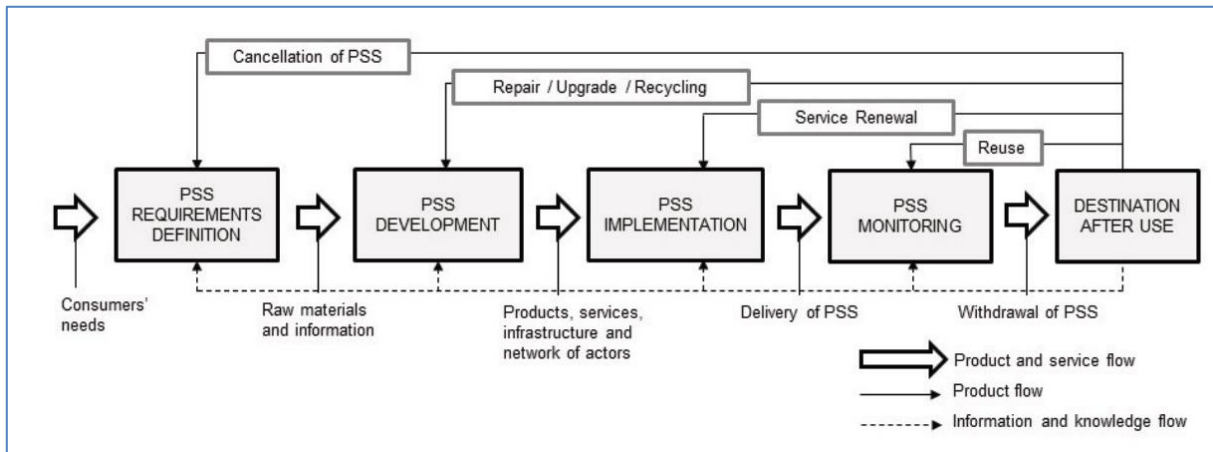 Cancellation of PSS
Repair / Upgrade / Recycling
Service Renewal
Reuse
PSS
REQUIREMENTS
DEFINITION
PSS
DEVELOPMENT
PSS
IMPLEMENTATION
PSS
MONITORING
DESTINATION
AFTER USE
Consumers'
needs
Raw materials
and information
Products, services,
infrastructure and
network of actors
Delivery of PSS
Withdrawal of PSS
Product and service flow
Product flow
Information and knowledge flow